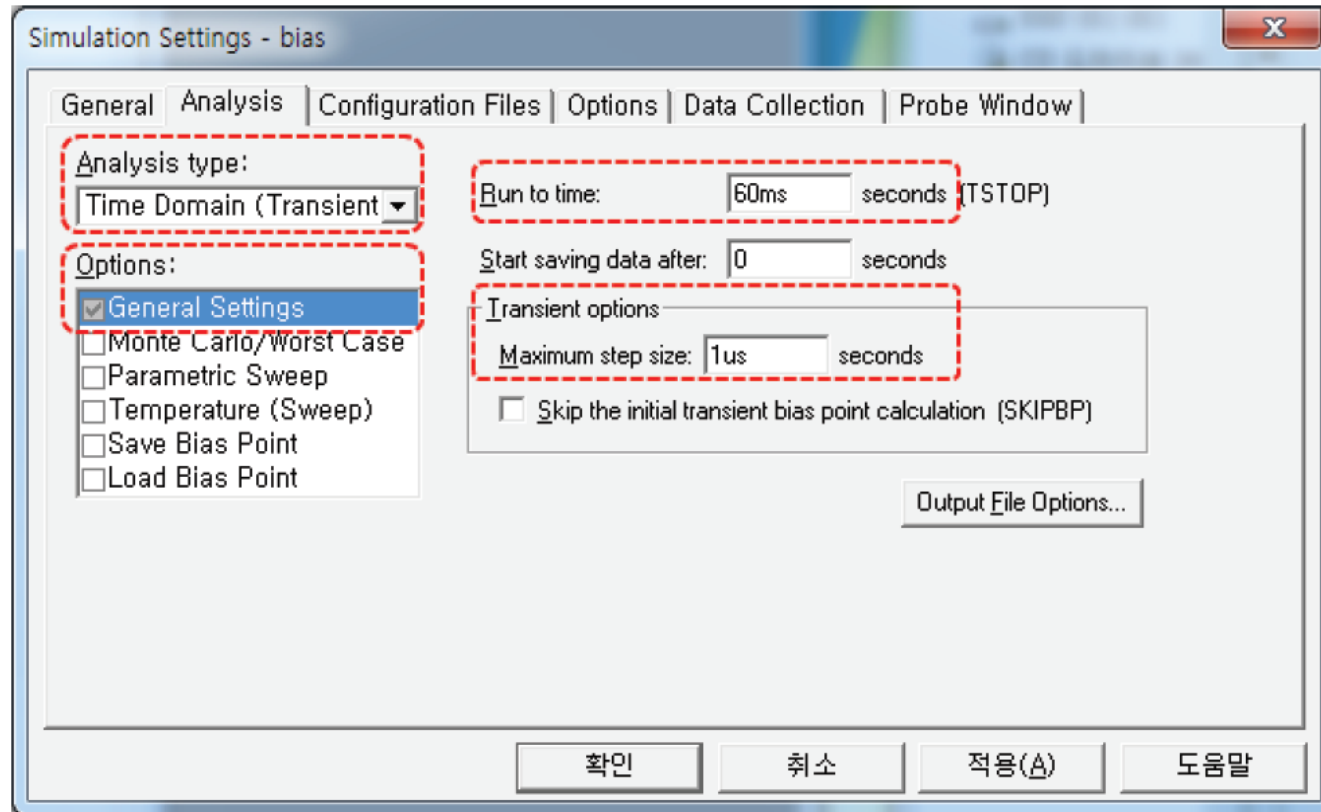 Simulation Settings - bias
General Analysis Configuration Files Options Data Collection Probe Window
Analysis type:
Time Domain (Transient
Options:
General Settings
Monte Carlo/Worst Case
Parametric Sweep
Temperature (Sweep)
Save Bias Point
Load Bias Point
Run to time: 60ms seconds (TSTOP)
Start saving data after: 0 seconds
Transient options
Maximum step size: 1us seconds
Skip the initial transient bias point calculation (SKIPBP)
Output File Options...
확인 취소 적용(A) 도움말